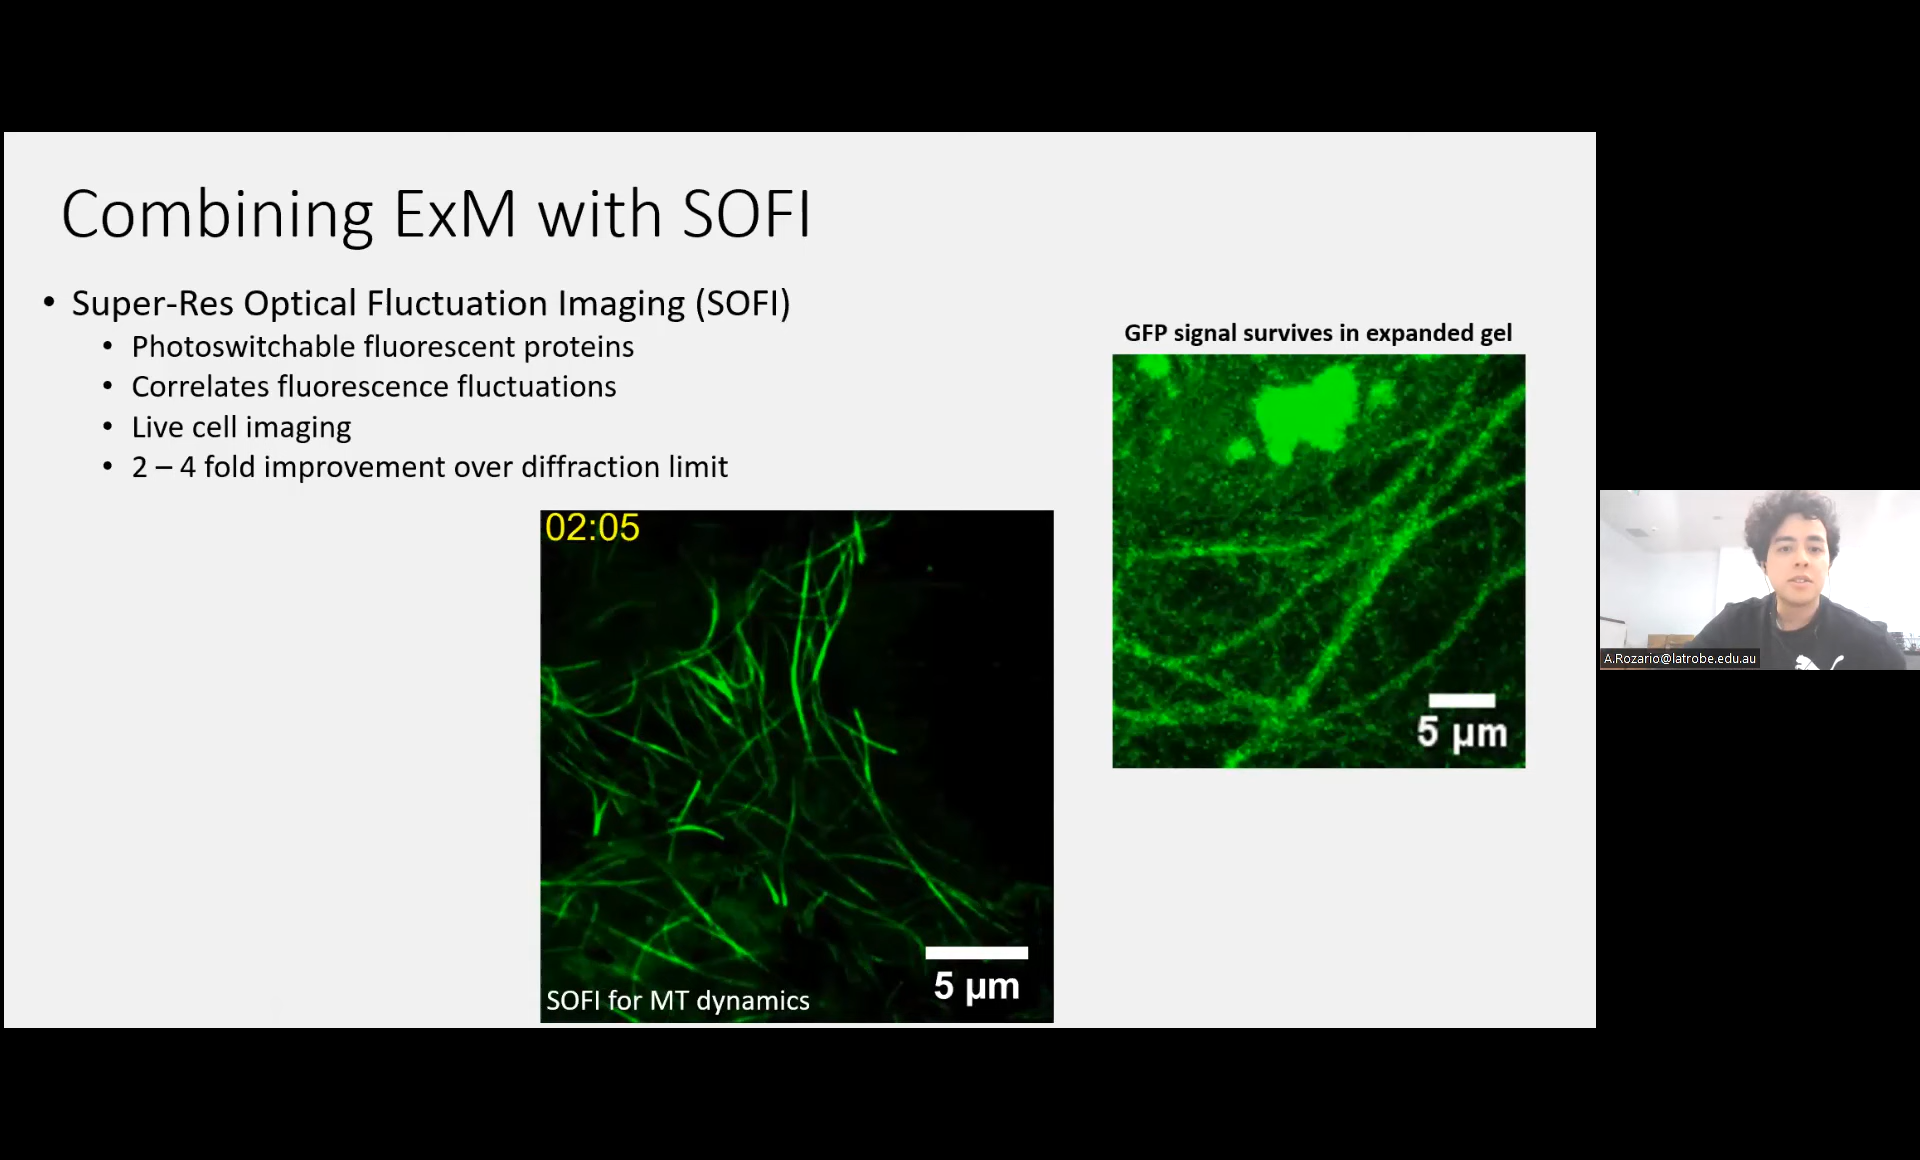 Combining ExM with SOFI
• Super-Res Optical Fluctuation Imaging (SOFI)
• Photoswitchable fluorescent proteins
• Correlates fluorescence fluctuations
• Live cell imaging
• 2 – 4 fold improvement over diffraction limit
GFP signal survives in expanded gel
5 µm
02:05
5 µm
SOFI for MT dynamics
A.Rozario@latrobe.edu.au